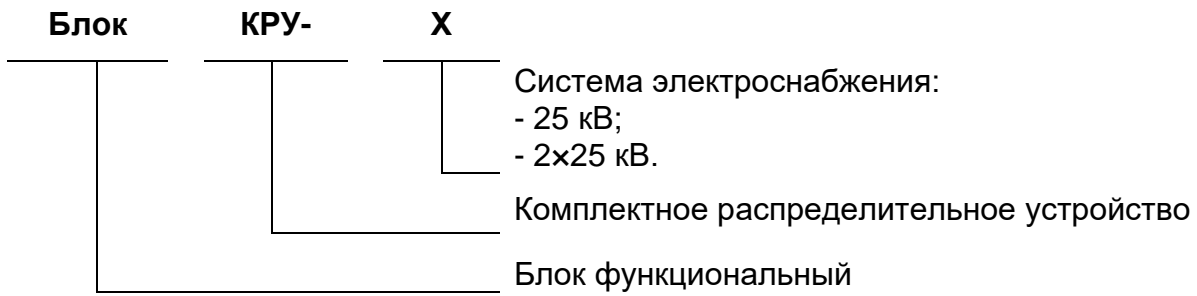 Блок КРУ- Х
Система электроснабжения:
- 25 кВ;
- 2×25 кВ.
Комплектное распределительное устройство
Блок функциональный